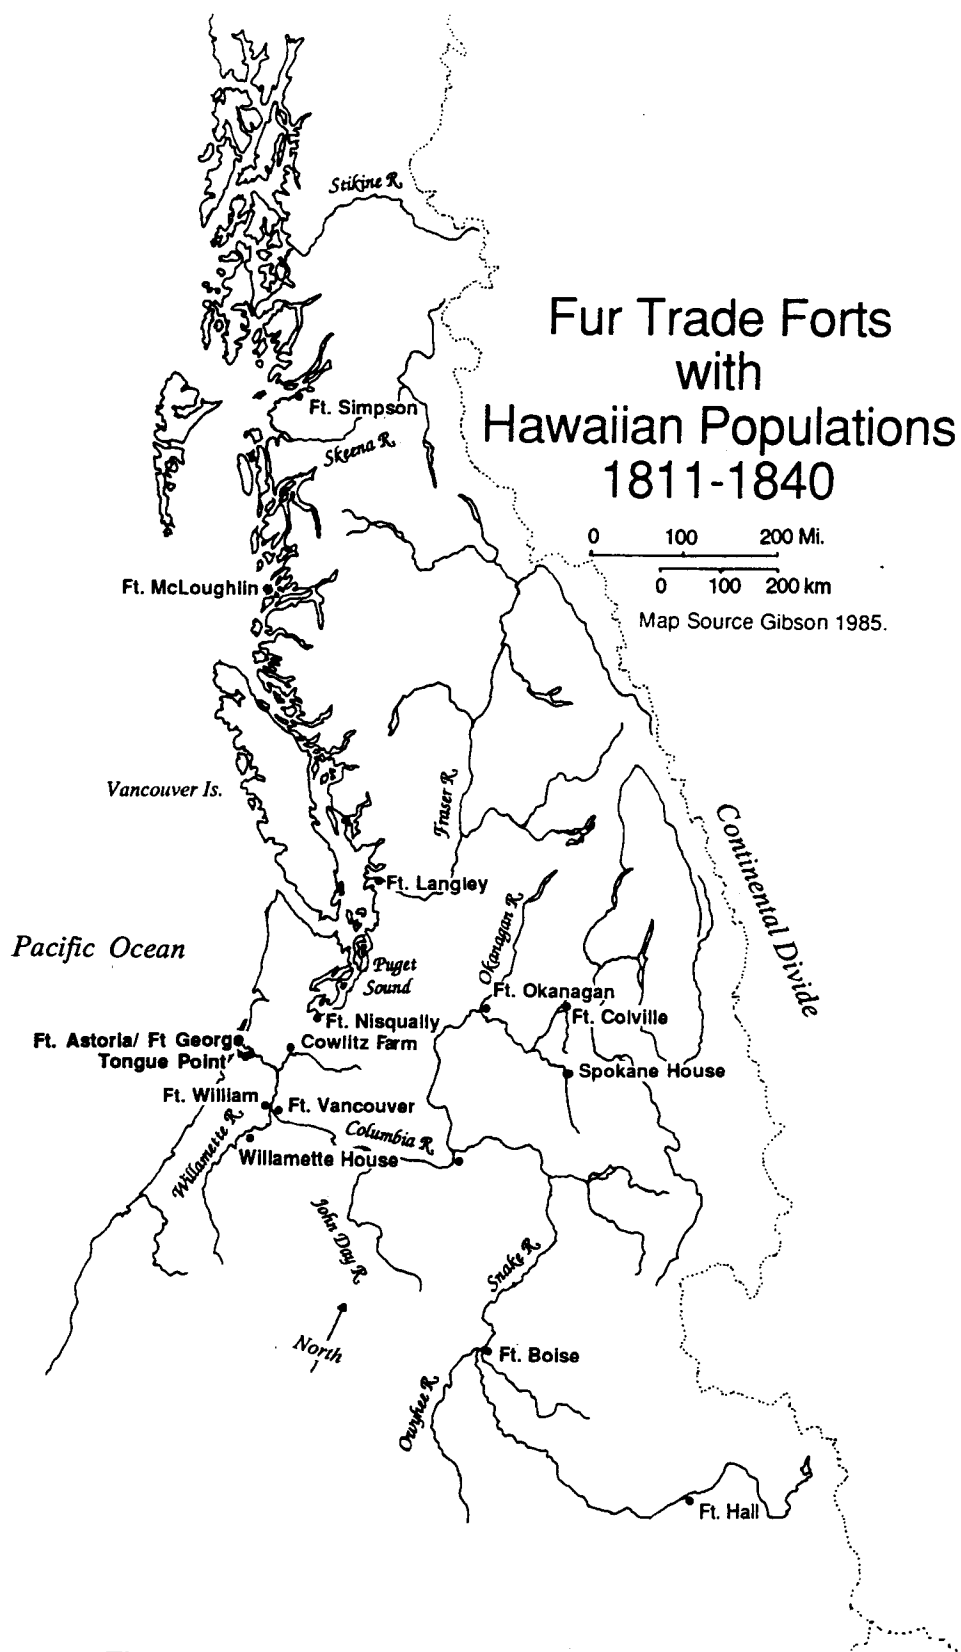 Stikine R.
Fur Trade Forts
with
Hawaiian Populations
1811-1840
Ft. Simpson
Skeena R.
0 100 200 Mi.
0 100 200 km
Map Source Gibson 1985.
Ft. McLoughlin
Vancouver Is.
Fraser R.
Continental Divide
Ft. Langley
Okanagan R.
Pacific Ocean
Puget
Sound
Ft. Okanagan
Ft. Colville
Ft. Nisqually
Ft. Astoria/ Ft George
Tongue Point
Cowlitz Farm
Spokane House
Ft. William
Ft. Vancouver
Willamette R.
Columbia R.
Willamette House
John Day R.
Snake R.
North
Ft. Boise
Owyhee R.
Ft. Hall